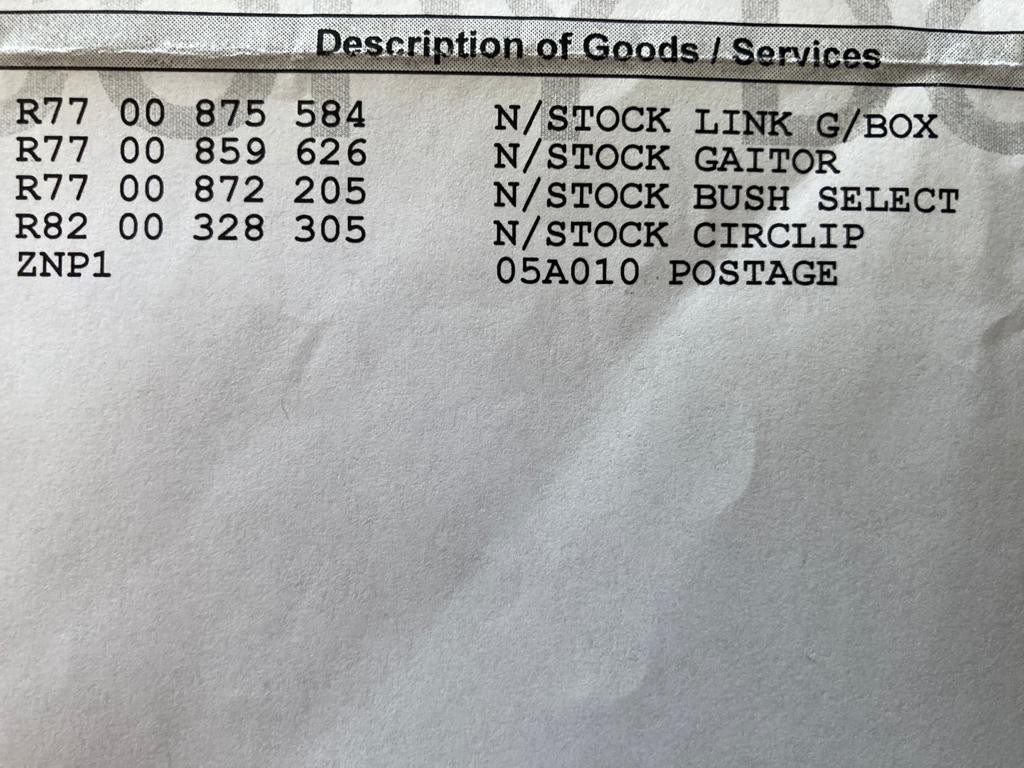 Description of Goods / Services
R77 00 875 584 N/STOCK LINK G/BOX
R77 00 859 626 N/STOCK GAITOR
R77 00 872 205 N/STOCK BUSH SELECT
R82 00 328 305 N/STOCK CIRCLIP
ZNP1 05A010 POSTAGE